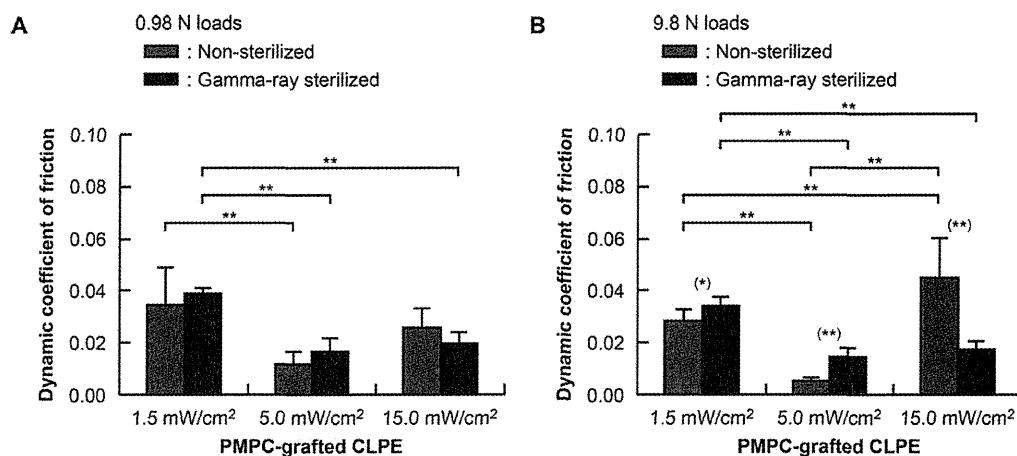 A
0.98 N loads
: Non-sterilized
: Gamma-ray sterilized
Dynamic coefficient of friction
0.10
0.08
0.06
0.04
0.02
0.00
**
**
**
1.5 mW/cm²
5.0 mW/cm²
15.0 mW/cm²
PMPC-grafted CLPE
B
9.8 N loads
: Non-sterilized
: Gamma-ray sterilized
Dynamic coefficient of friction
0.10
0.08
0.06
0.04
0.02
0.00
**
**
**
**
**
(**)
(*)
(**)
1.5 mW/cm²
5.0 mW/cm²
15.0 mW/cm²
PMPC-grafted CLPE